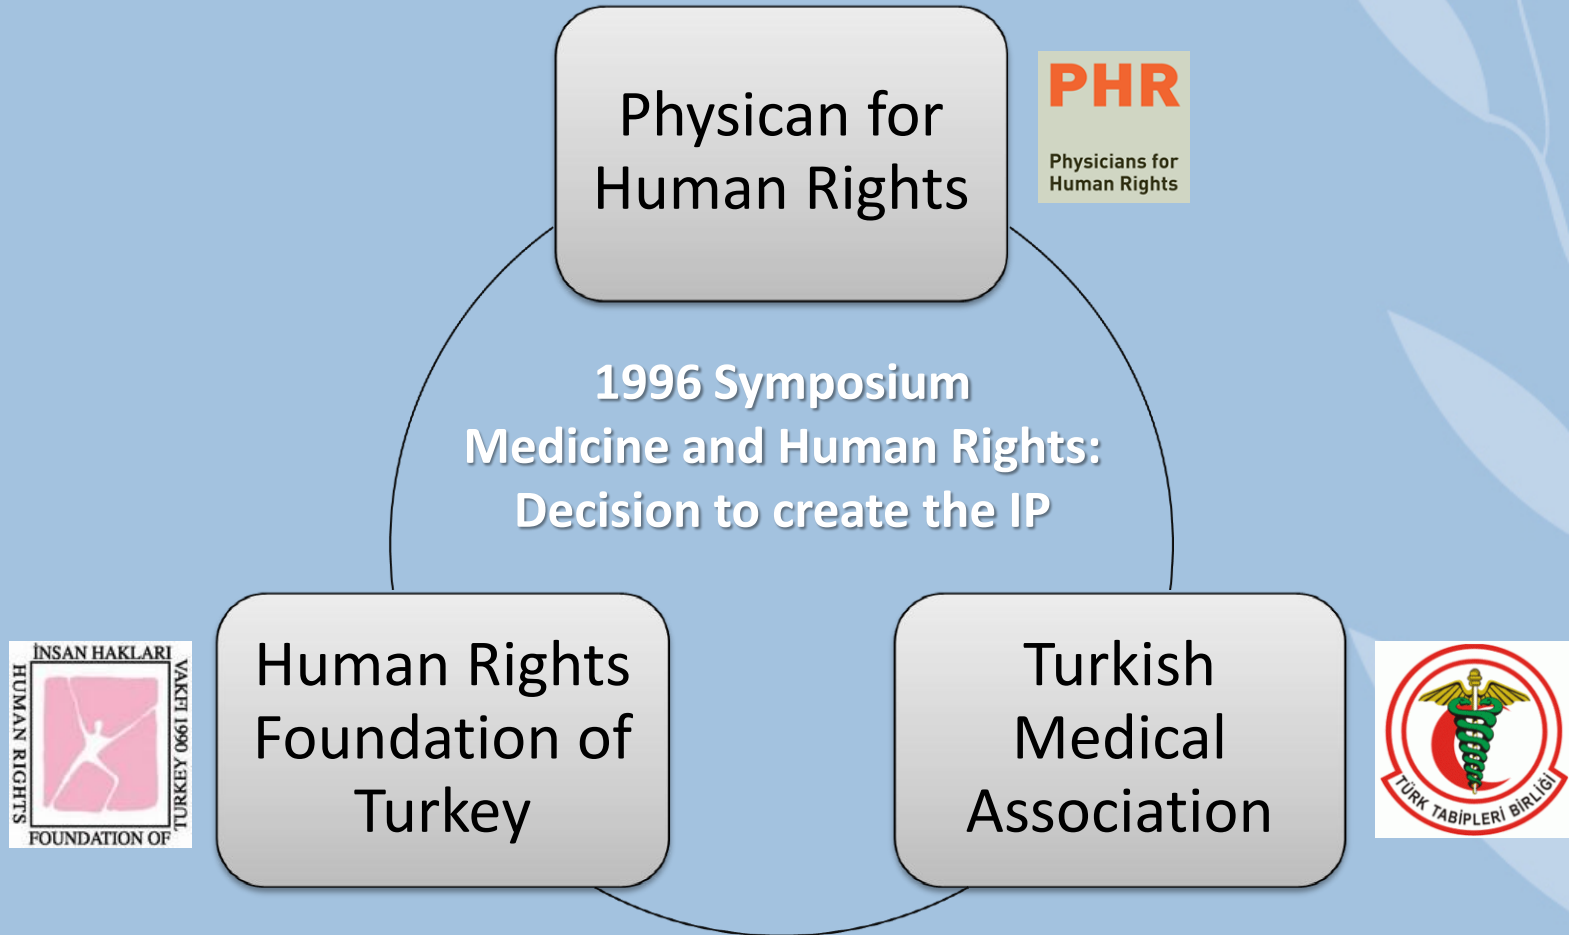 Physican for
Human Rights
PHR
Physicians for
Human Rights
1996 Symposium
Medicine and Human Rights:
Decision to create the IP
İNSAN HAKLARI
VAKFI 1990
HUMAN RIGHTS
FOUNDATION OF
TURKEY
Human Rights
Foundation of
Turkey
Turkish
Medical
Association
TÜRK TABİPLERİ BİRLİĞİ